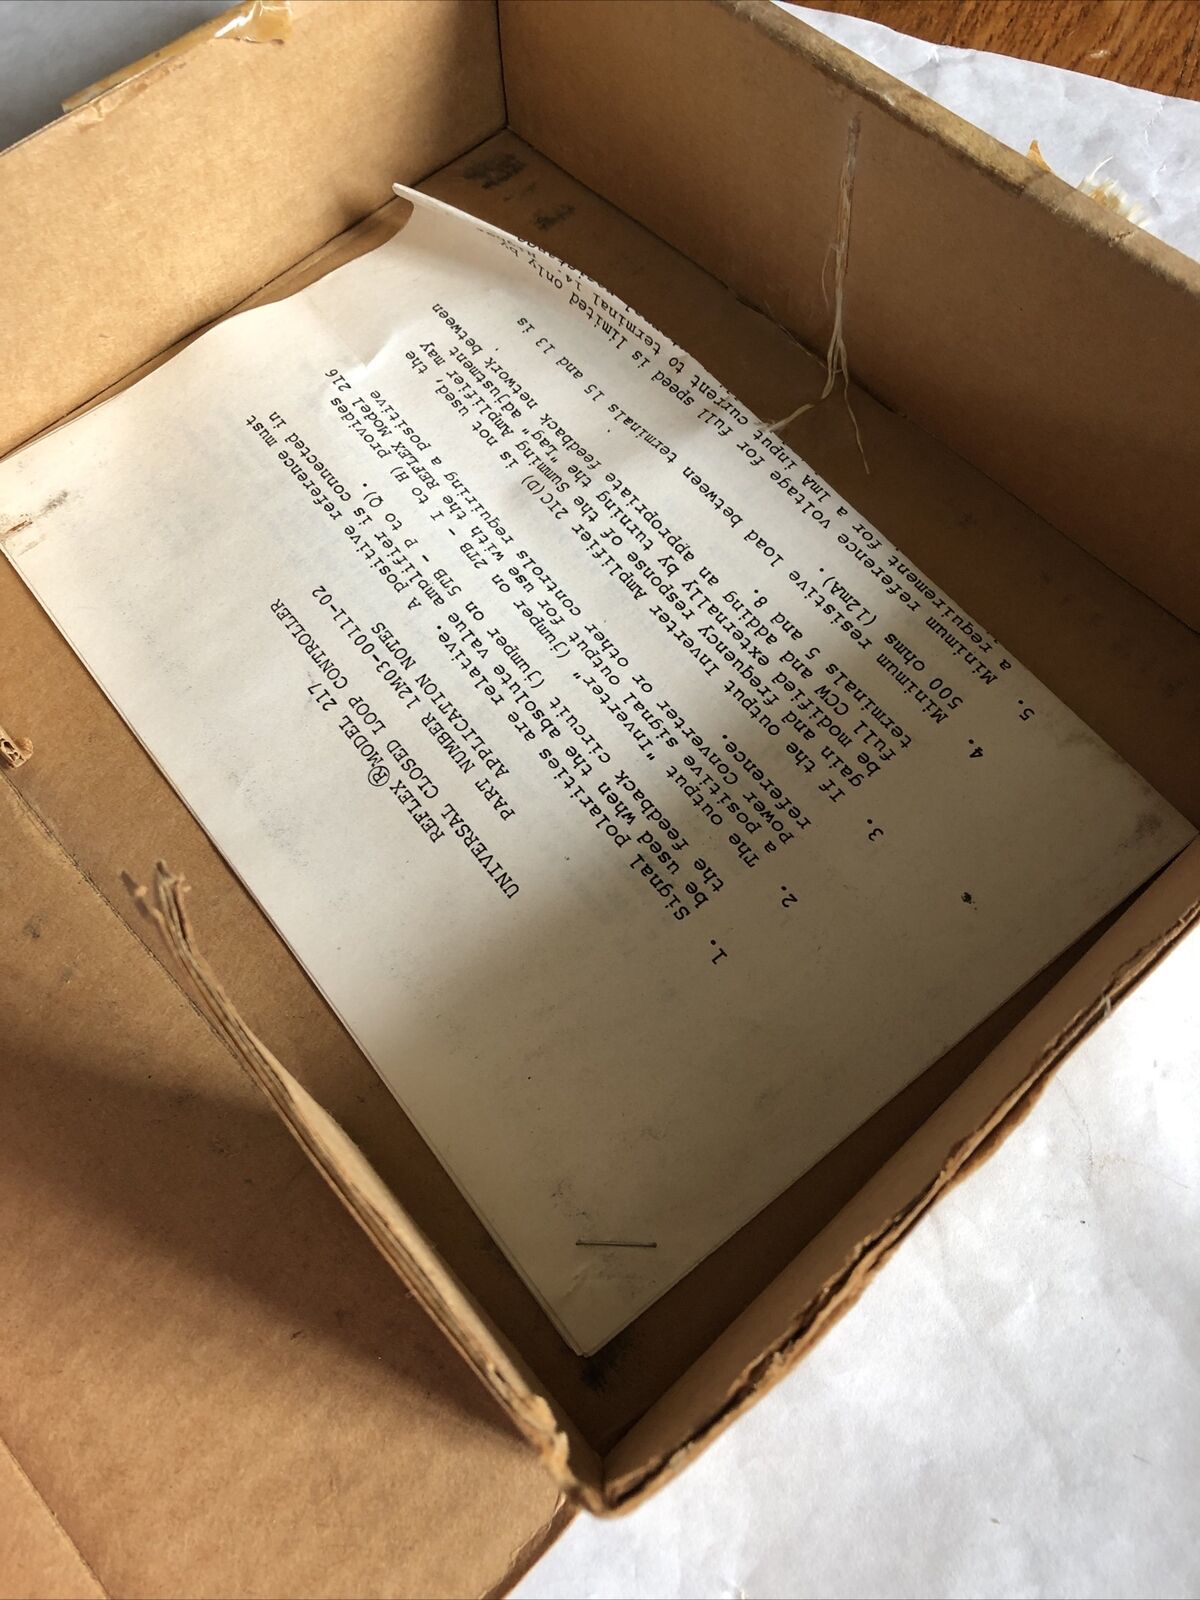 REFLEX ® MODEL 217
UNIVERSAL CLOSED LOOP CONTROLLER
PART NUMBER 12M03-00111-02
APPLICATION NOTES
1. Signal polarities are relative. A positive reference must
be used when the absolute value amplifier is connected in
the feedback circuit (jumper on 5TB - P to Q).
2. The output "Inverter" (jumper on 2TB - I to H) provides
a positive signal output for use with the REFLEX Model 216
Power Converter or other controls requiring a positive
reference.
3. If the output Inverter Amplifier 2IC(D) is not used, the
gain and frequency response of the Summing Amplifier may
be modified externally by turning the "Lag" adjustment
full CCW and adding an appropriate feedback network between
terminals 5 and 8.
4. Minimum resistive load between terminals 15 and 13 is
500 ohms (12mA).
5. Minimum reference voltage for full speed is limited only by
a requirement for a 1mA input current to terminal 14.